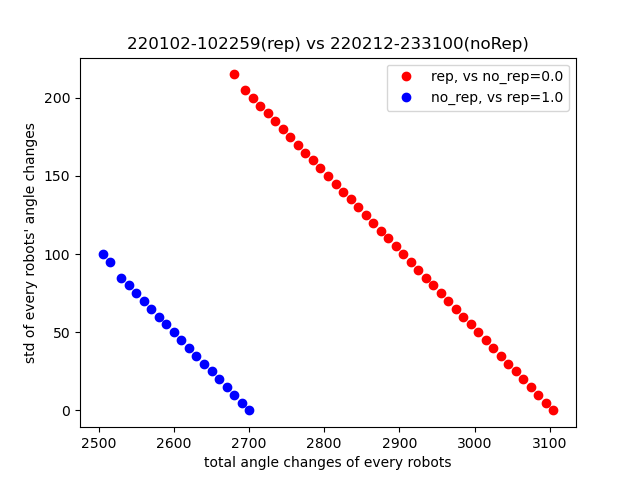 220102-102259(rep) vs 220212-233100(noRep)
rep, vs no_rep=0.0
no_rep, vs rep=1.0
200
150
100
50
0
std of every robots' angle changes
2500 2600 2700 2800 2900 3000 3100
total angle changes of every robots